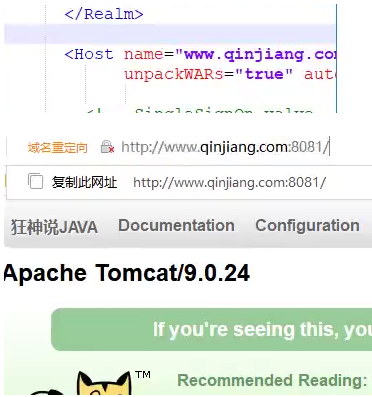 </Realm>
<Host name="www.qinjiang.com
unpackWARs="true" auto
<!-- SingleSignOn valve
域名重定向 http://www.qinjiang.com:8081/
复制此网址 http://www.qinjiang.com:8081/
狂神说JAVA Documentation Configuration
Apache Tomcat/9.0.24
If you're seeing this, you
TM
Recommended Reading: